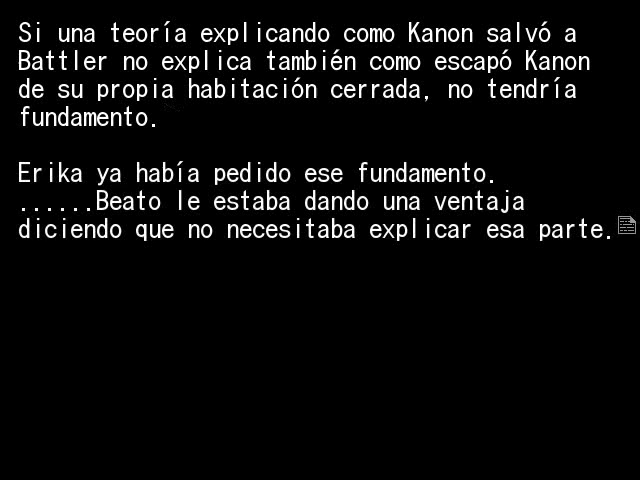 Si una teoría explicando como Kanon salvó a
Battler no explica también como escapó Kanon
de su propia habitación cerrada, no tendría
fundamento.
Erika ya había pedido ese fundamento.
......Beato le estaba dando una ventaja
diciendo que no necesitaba explicar esa parte.